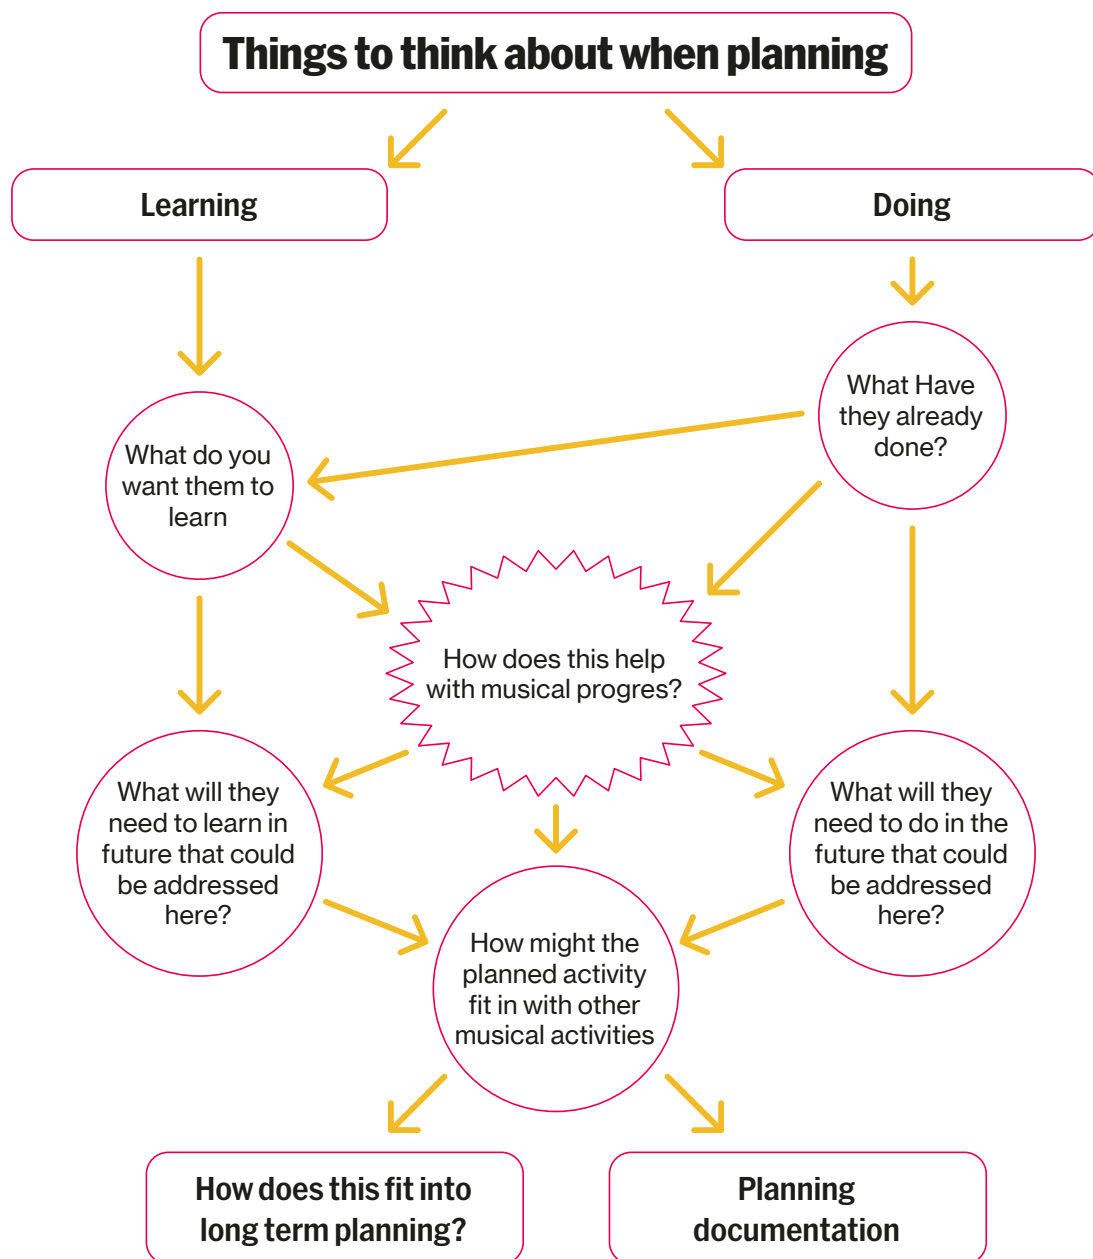 Things to think about when planning
Learning
Doing
What Have
they already
done?
What do you
want them to
learn
How does this help
with musical progres?
What will they
need to learn in
future that could
be addressed
here?
What will they
need to do in the
future that could
be addressed
here?
How might the
planned activity
fit in with other
musical activities
How does this fit into
long term planning?
Planning
documentation